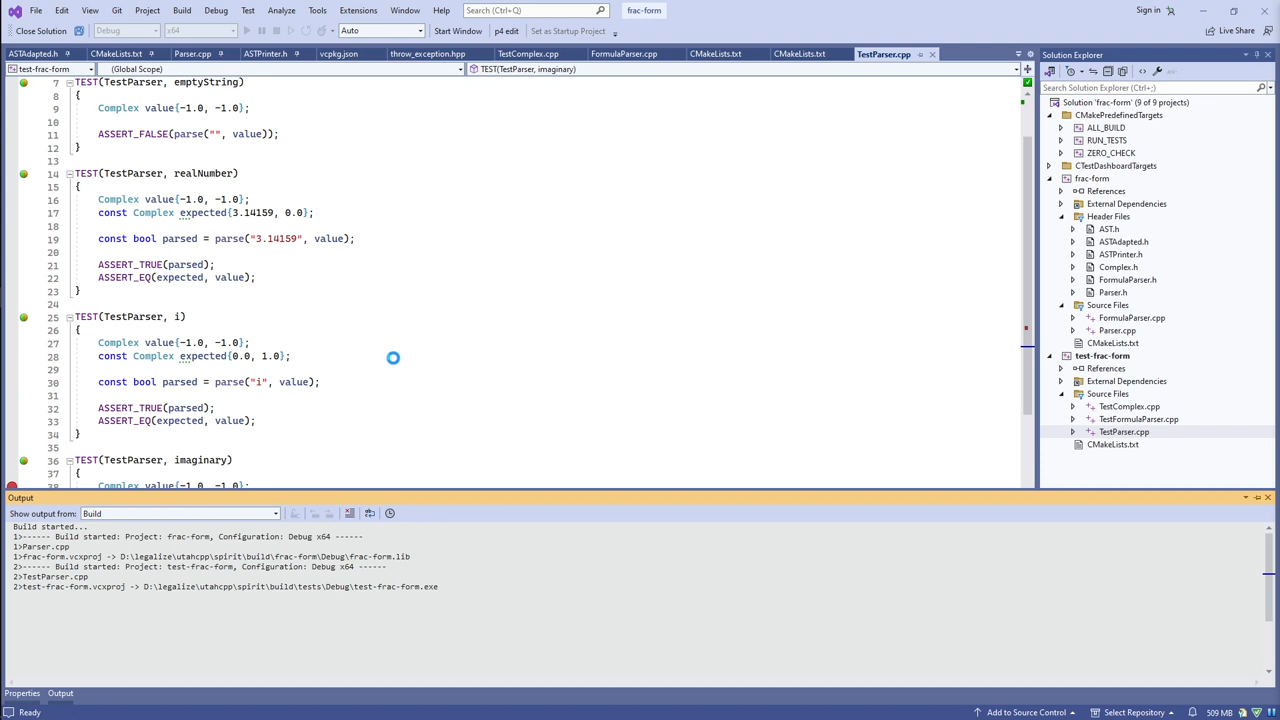 File Edit View Git Project Build Debug Test Analyze Tools Extensions Window Help Search (Ctrl+;) frac-form Sign in
Close Solution Debug x64 Auto Start Window p4 edit Set as Startup Project Live Share
ASTAdapted.h CMakeLists.txt Parser.cpp ASTPrinter.h vcpkg.json throw_exception.hpp TestComplex.cpp FormulaParser.cpp CMakeLists.txt CMakeLists.txt TestParser.cpp
test-frac-form (Global Scope) TEST(TestParser, imaginary)
7 TEST(TestParser, emptyString)
8 {
9 Complex value{-1.0, -1.0};
10
11 ASSERT_FALSE(parse("", value));
12 }
13
14 TEST(TestParser, realNumber)
15 {
16 Complex value{-1.0, -1.0};
17 const Complex expected{3.14159, 0.0};
18
19 const bool parsed = parse("3.14159", value);
20
21 ASSERT_TRUE(parsed);
22 ASSERT_EQ(expected, value);
23 }
24
25 TEST(TestParser, i)
26 {
27 Complex value{-1.0, -1.0};
28 const Complex expected{0.0, 1.0};
29
30 const bool parsed = parse("i", value);
31
32 ASSERT_TRUE(parsed);
33 ASSERT_EQ(expected, value);
34 }
35
36 TEST(TestParser, imaginary)
37 {
38 Complex value{-1.0, -1.0};
Solution Explorer
Search Solution Explorer (Ctrl+;)
Solution 'frac-form' (9 of 9 projects)
CMakePredefinedTargets
ALL_BUILD
RUN_TESTS
ZERO_CHECK
CTestDashboardTargets
frac-form
References
External Dependencies
Header Files
AST.h
ASTAdapted.h
ASTPrinter.h
Complex.h
FormulaParser.h
Parser.h
Source Files
FormulaParser.cpp
Parser.cpp
CMakeLists.txt
test-frac-form
References
External Dependencies
Source Files
TestComplex.cpp
TestFormulaParser.cpp
TestParser.cpp
CMakeLists.txt
Output
Show output from: Build
Build started...
1>------ Build started: Project: frac-form, Configuration: Debug x64 ------
1>Parser.cpp
1>frac-form.vcxproj -> D:\legalize\utahcpp\spirit\build\frac-form\Debug\frac-form.lib
2>------ Build started: Project: test-frac-form, Configuration: Debug x64 ------
2>TestParser.cpp
2>test-frac-form.vcxproj -> D:\legalize\utahcpp\spirit\build\tests\Debug\test-frac-form.exe
Properties Output
Ready Add to Source Control Select Repository 509 MB